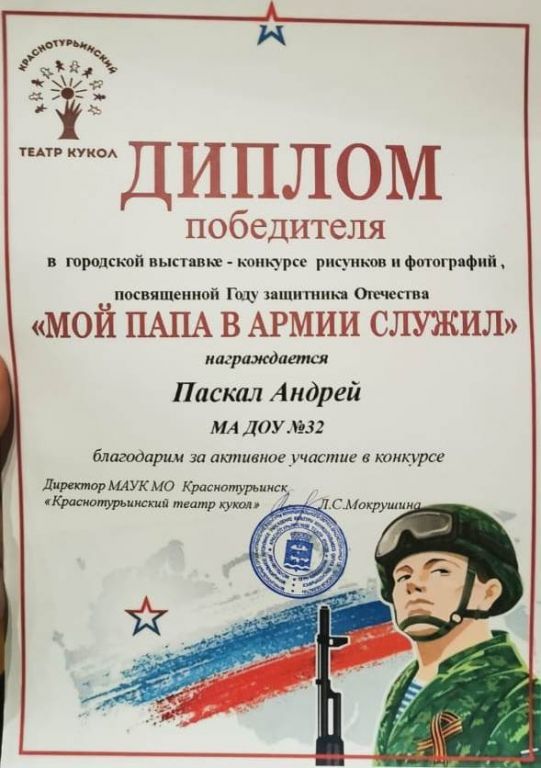 КРАСНОТУРЬИНСКИЙ
ТЕАТР КУКОЛ
ДИПЛОМ
победителя
в городской выставке - конкурсе рисунков и фотографий ,
посвященной Году защитника Отечества
«МОЙ ПАПА В АРМИИ СЛУЖИЛ»
награждается
Паскал Андрей
МА ДОУ №32
благодарим за активное участие в конкурсе
Директор МАУК МО Краснотурьинск
«Краснотурьинский театр кукол» Л.С.Мокрушина